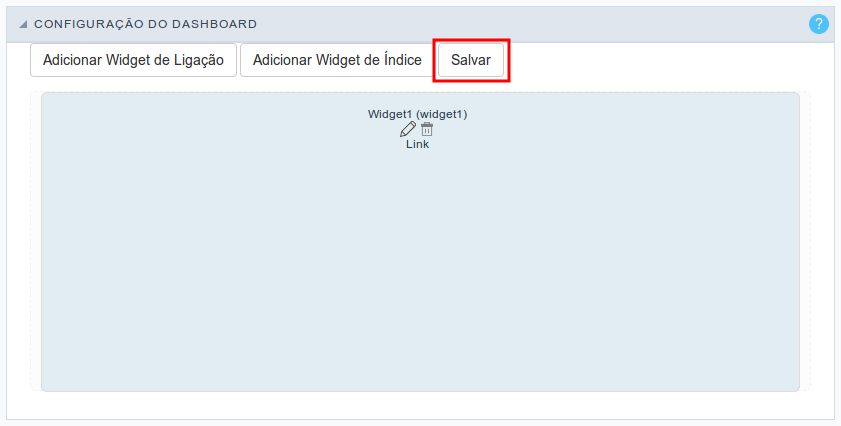 CONFIGURAÇÃO DO DASHBOARD
?
Adicionar Widget de Ligação
Adicionar Widget de Índice
Salvar
Widget1 (widget1)
Link